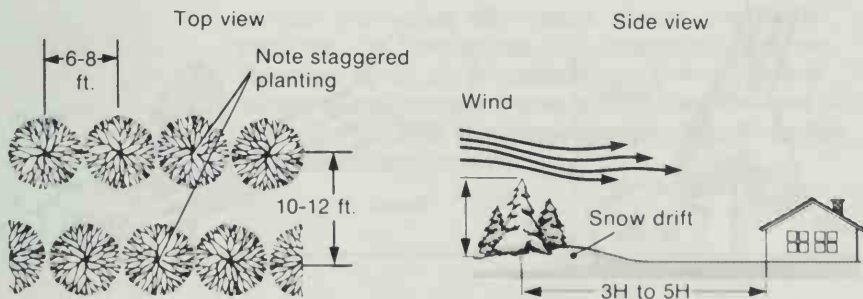 Top view
6-8
ft.
Note staggered
planting
10-12 ft.
Side view
Wind
Snow drift
3H to 5H